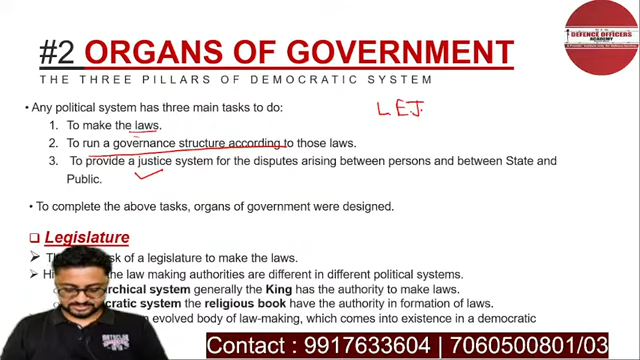 DEFENCE OFFICERS
ACADEMY
#2 ORGANS OF GOVERNMENT
THE THREE PILLARS OF DEMOCRATIC SYSTEM
Any political system has three main tasks to do:
L E J
1. To make the laws.
2. To run a governance structure according to those laws.
3. To provide a justice system for the disputes arising between persons and between State and
Public.
To complete the above tasks, organs of government were designed.
Legislature
of a legislature to make the laws.
law making authorities are different in different political systems.
system generally the King has the authority to make laws.
system the religious book have the authority in formation of laws.
evolved body of law-making, which comes into existence in a democratic
Contact : 9917633604 | 7060500801/03